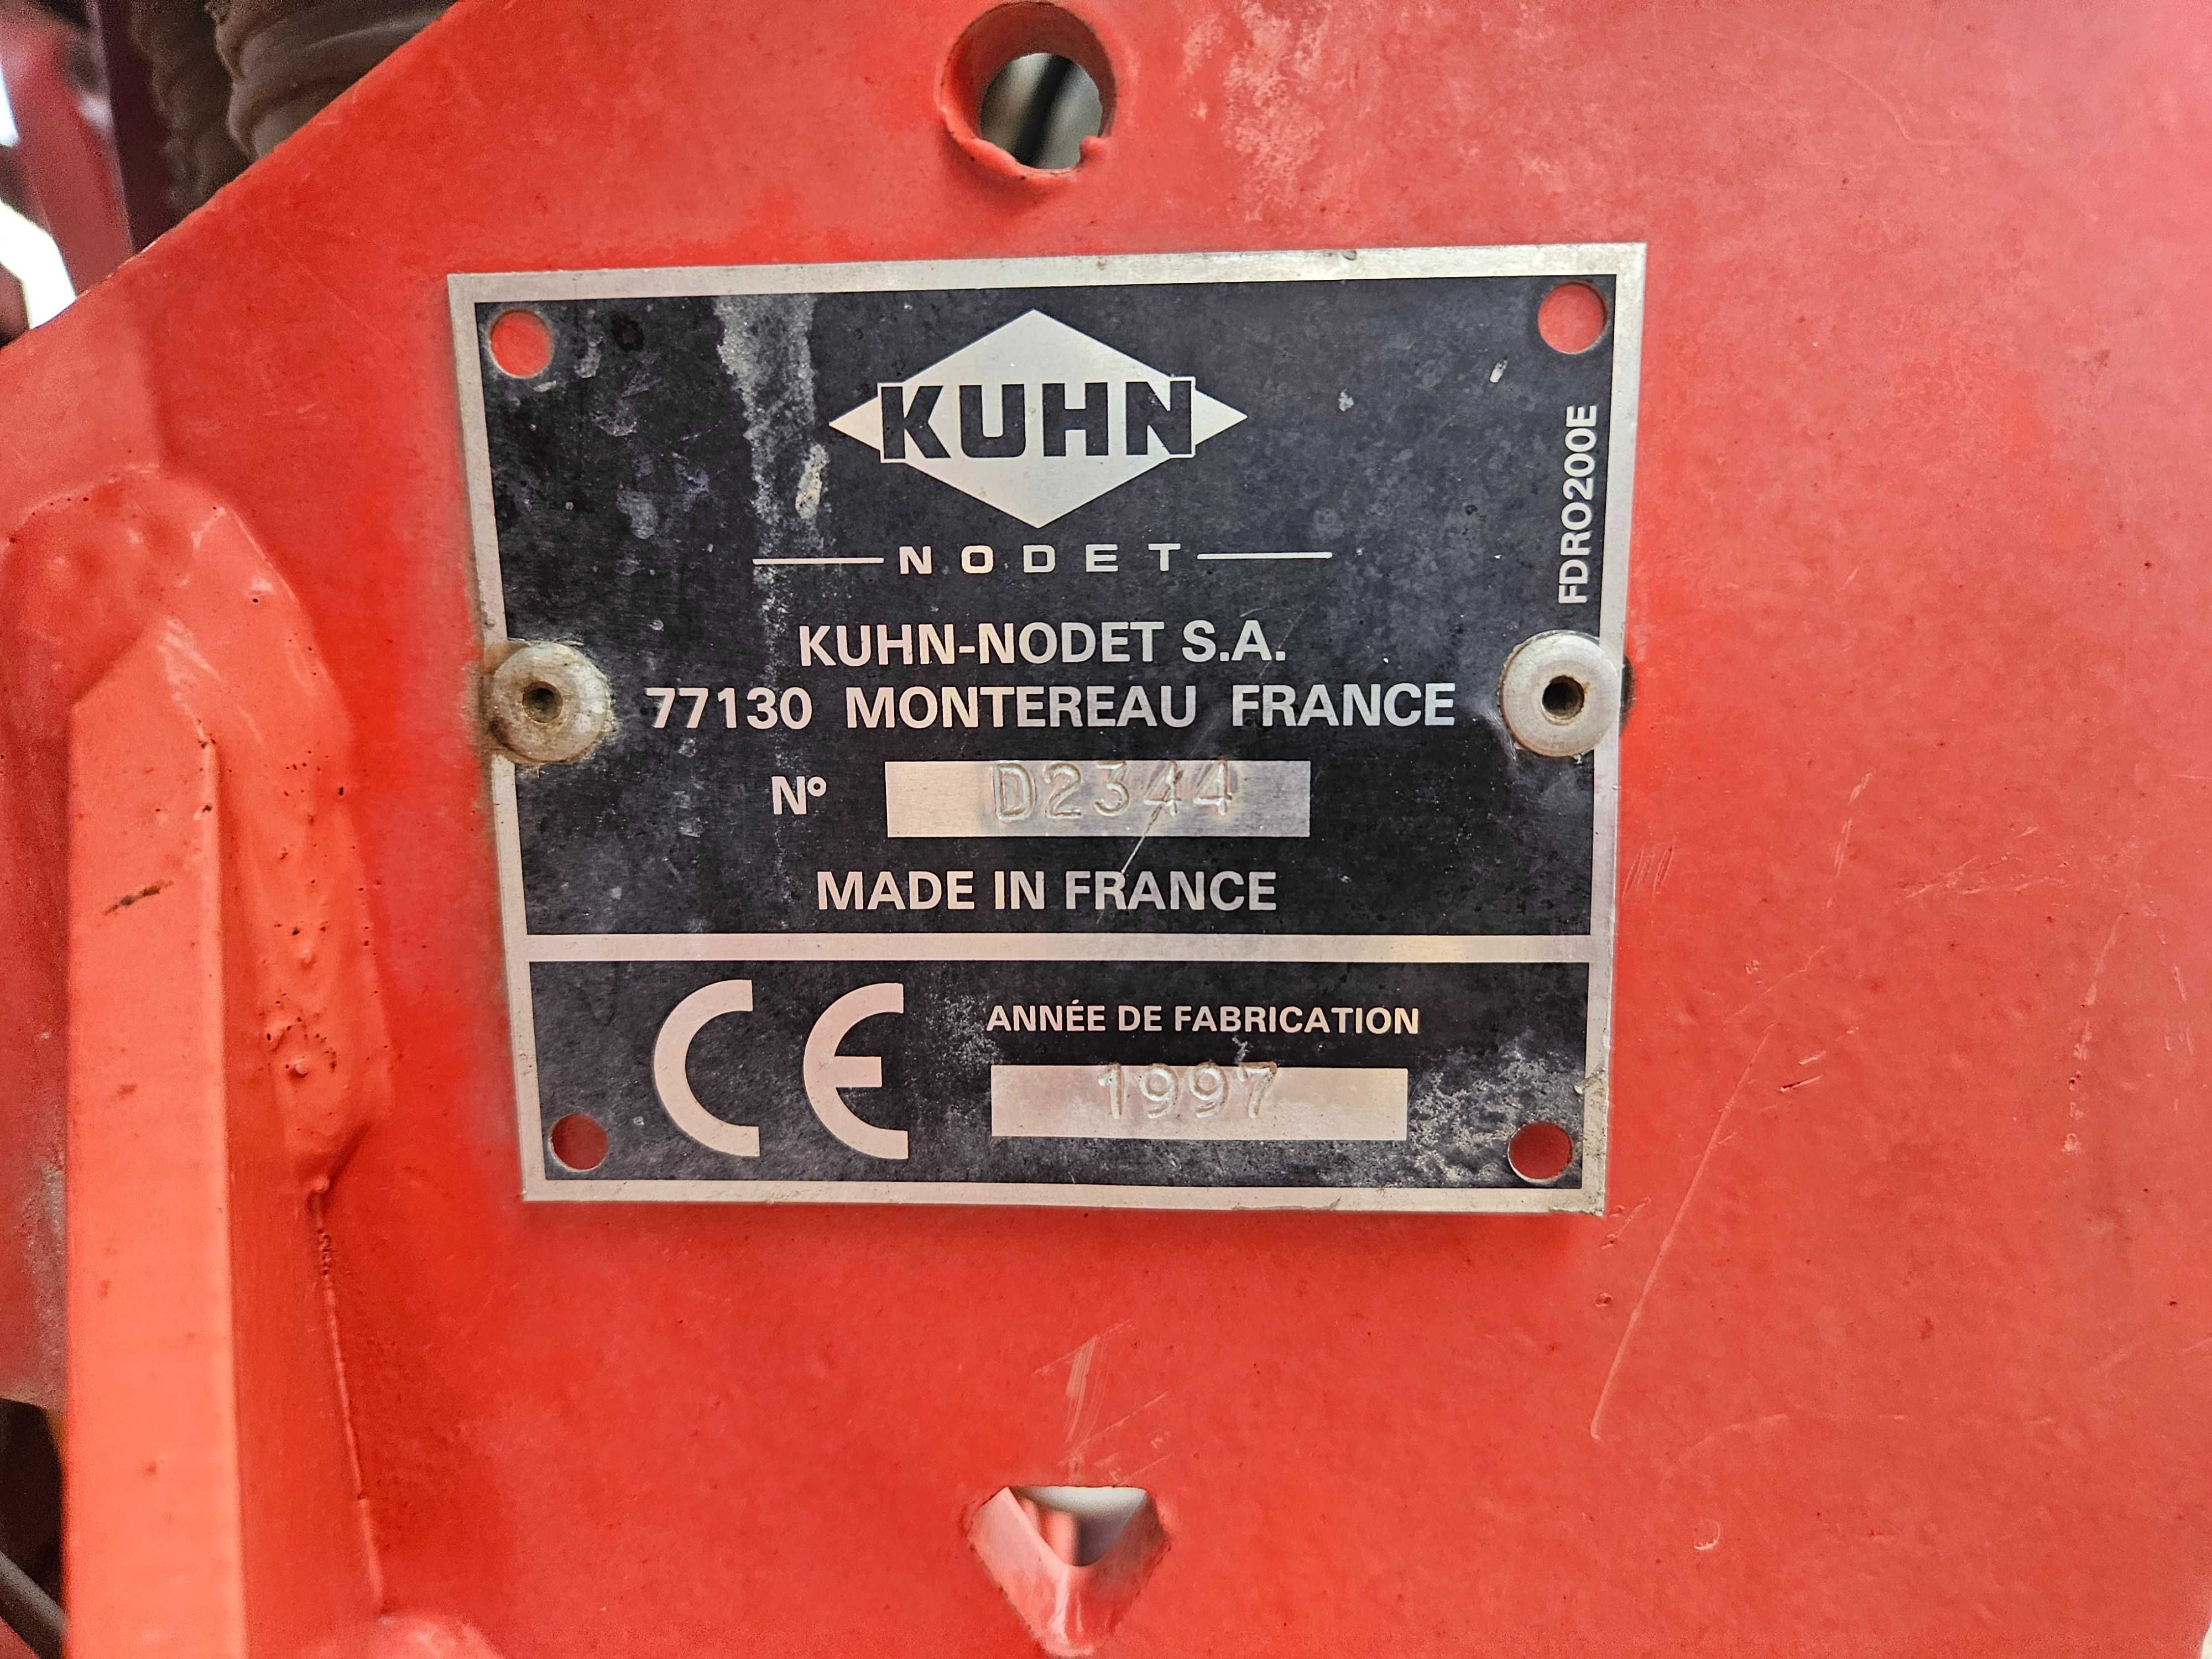 KUHN
NODET
KUHN-NODET S.A.
77130 MONTEREAU FRANCE
N° D2344
MADE IN FRANCE
CE ANNÉE DE FABRICATION
1997
FDRO200E